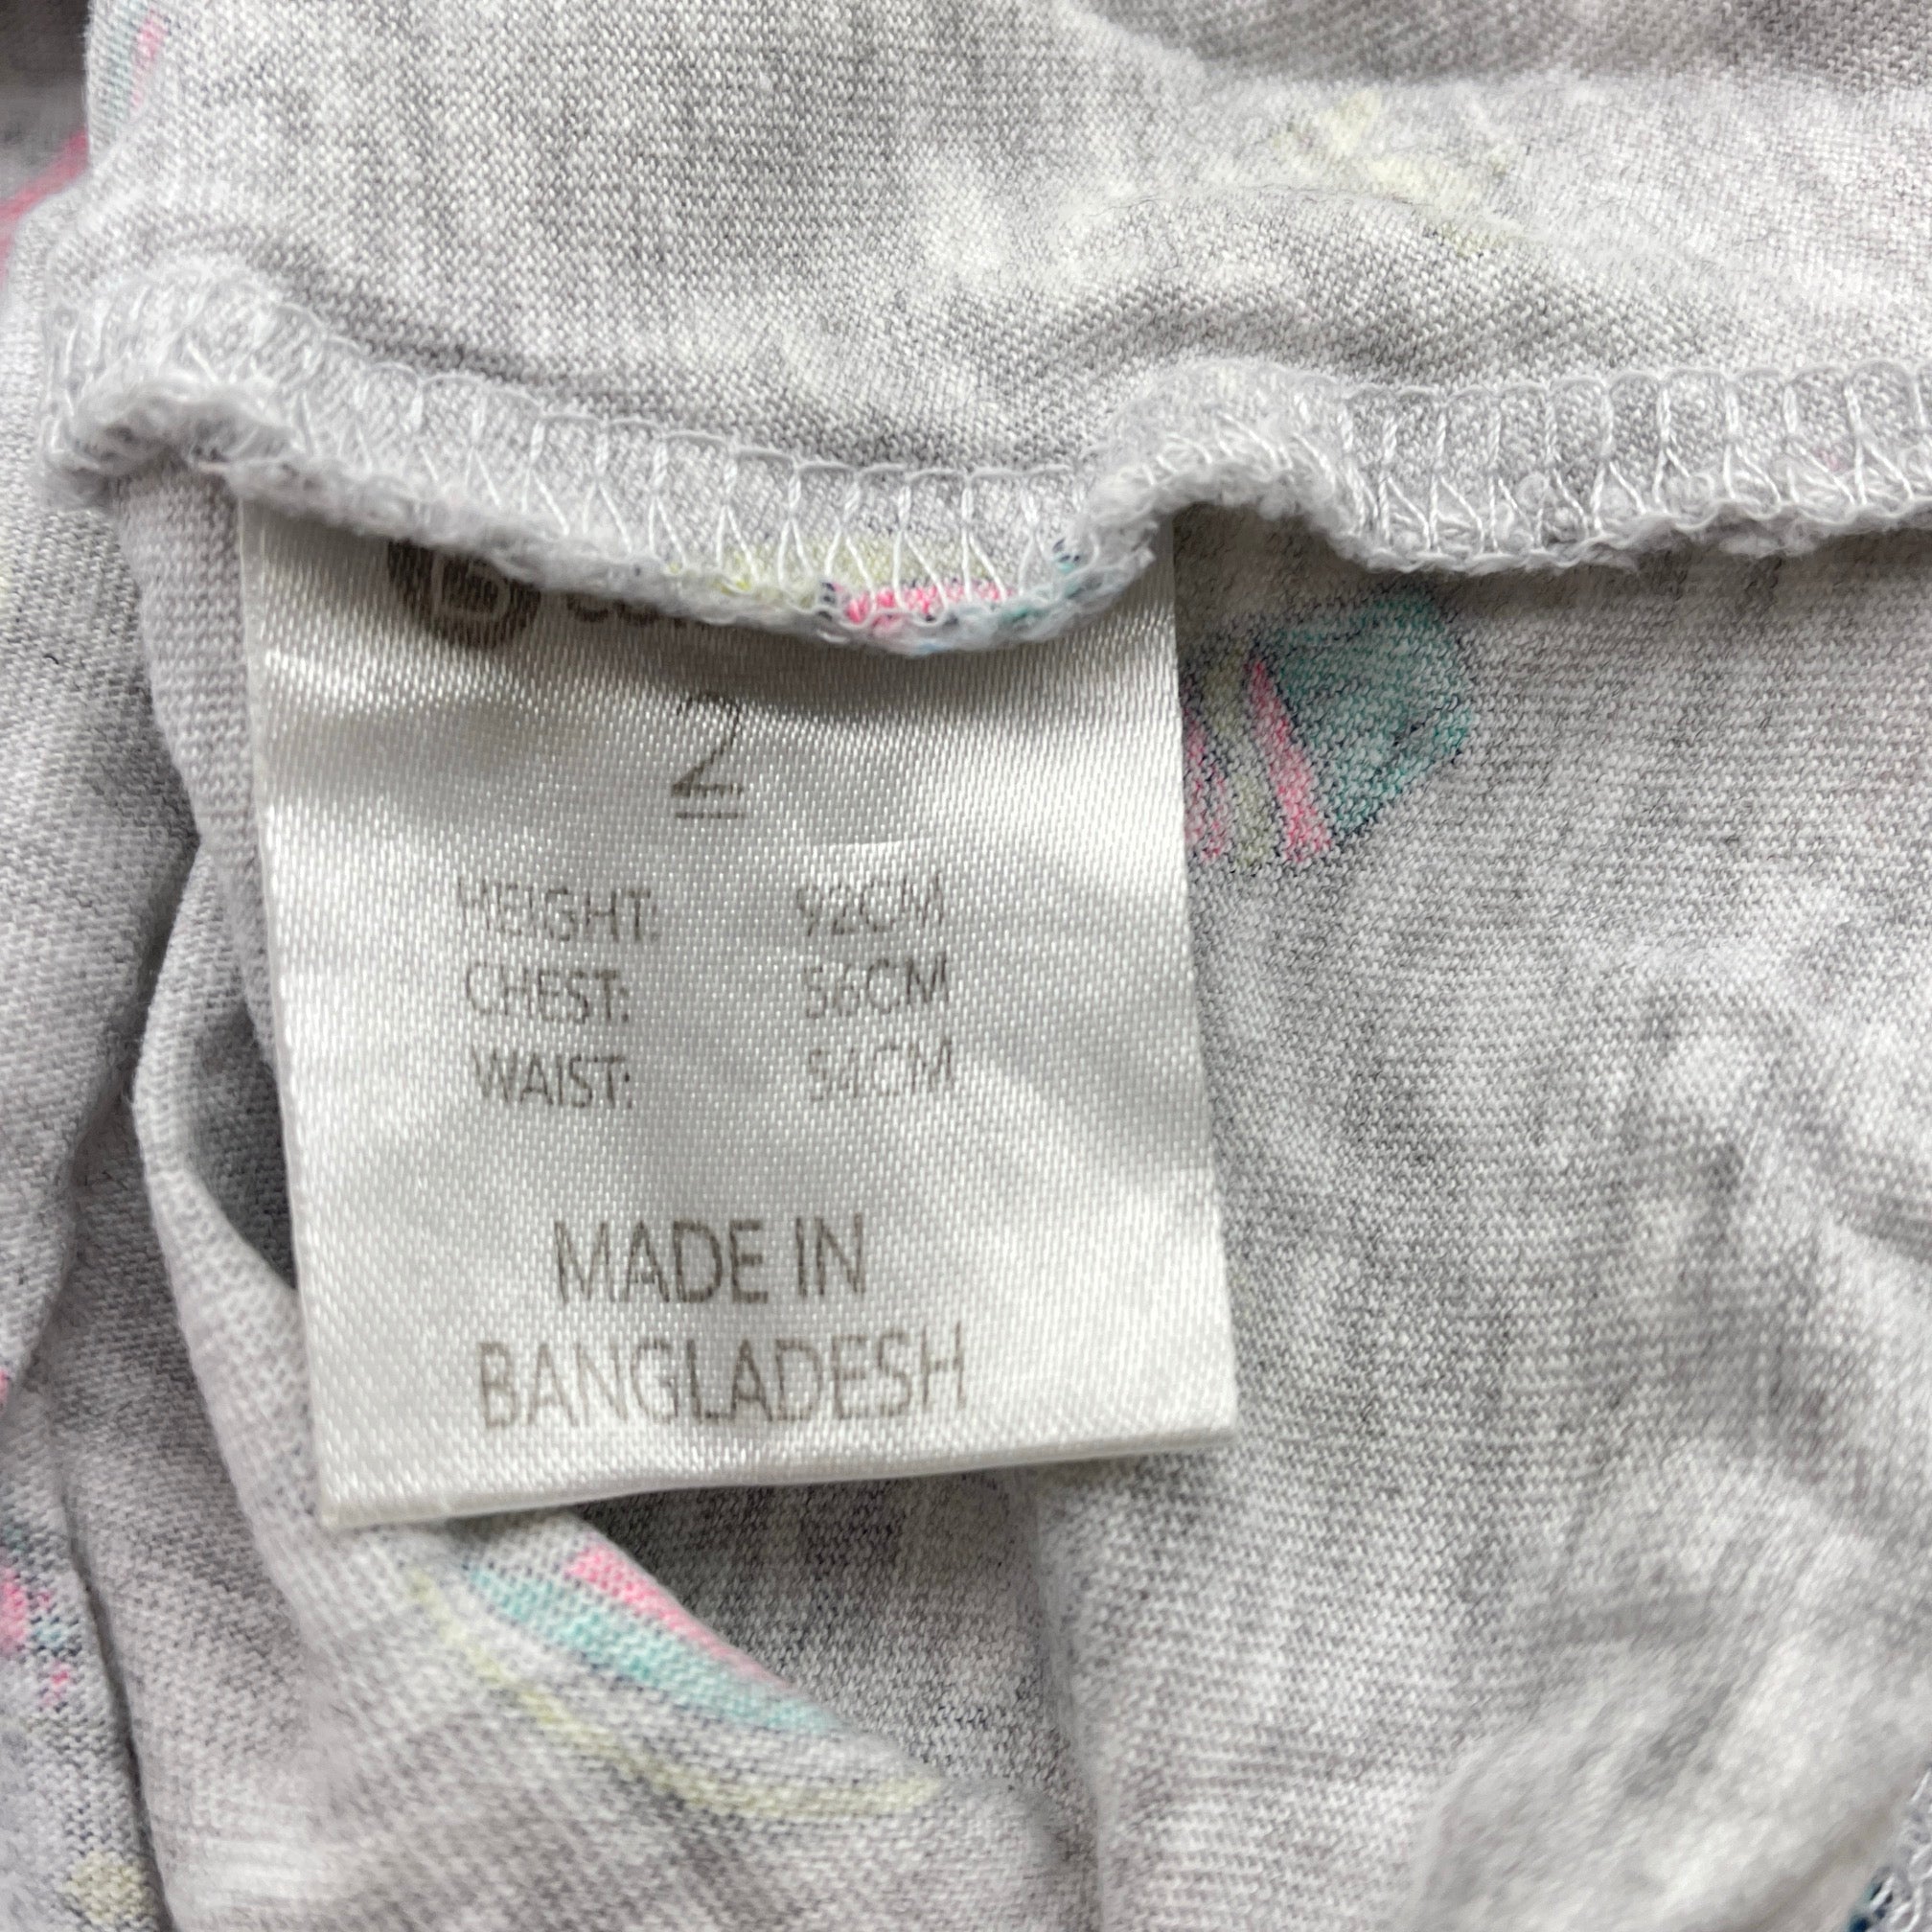 2
HEIGHT: 92CM
CHEST: 56CM
WAIST: 54CM
MADE IN
BANGLADESH